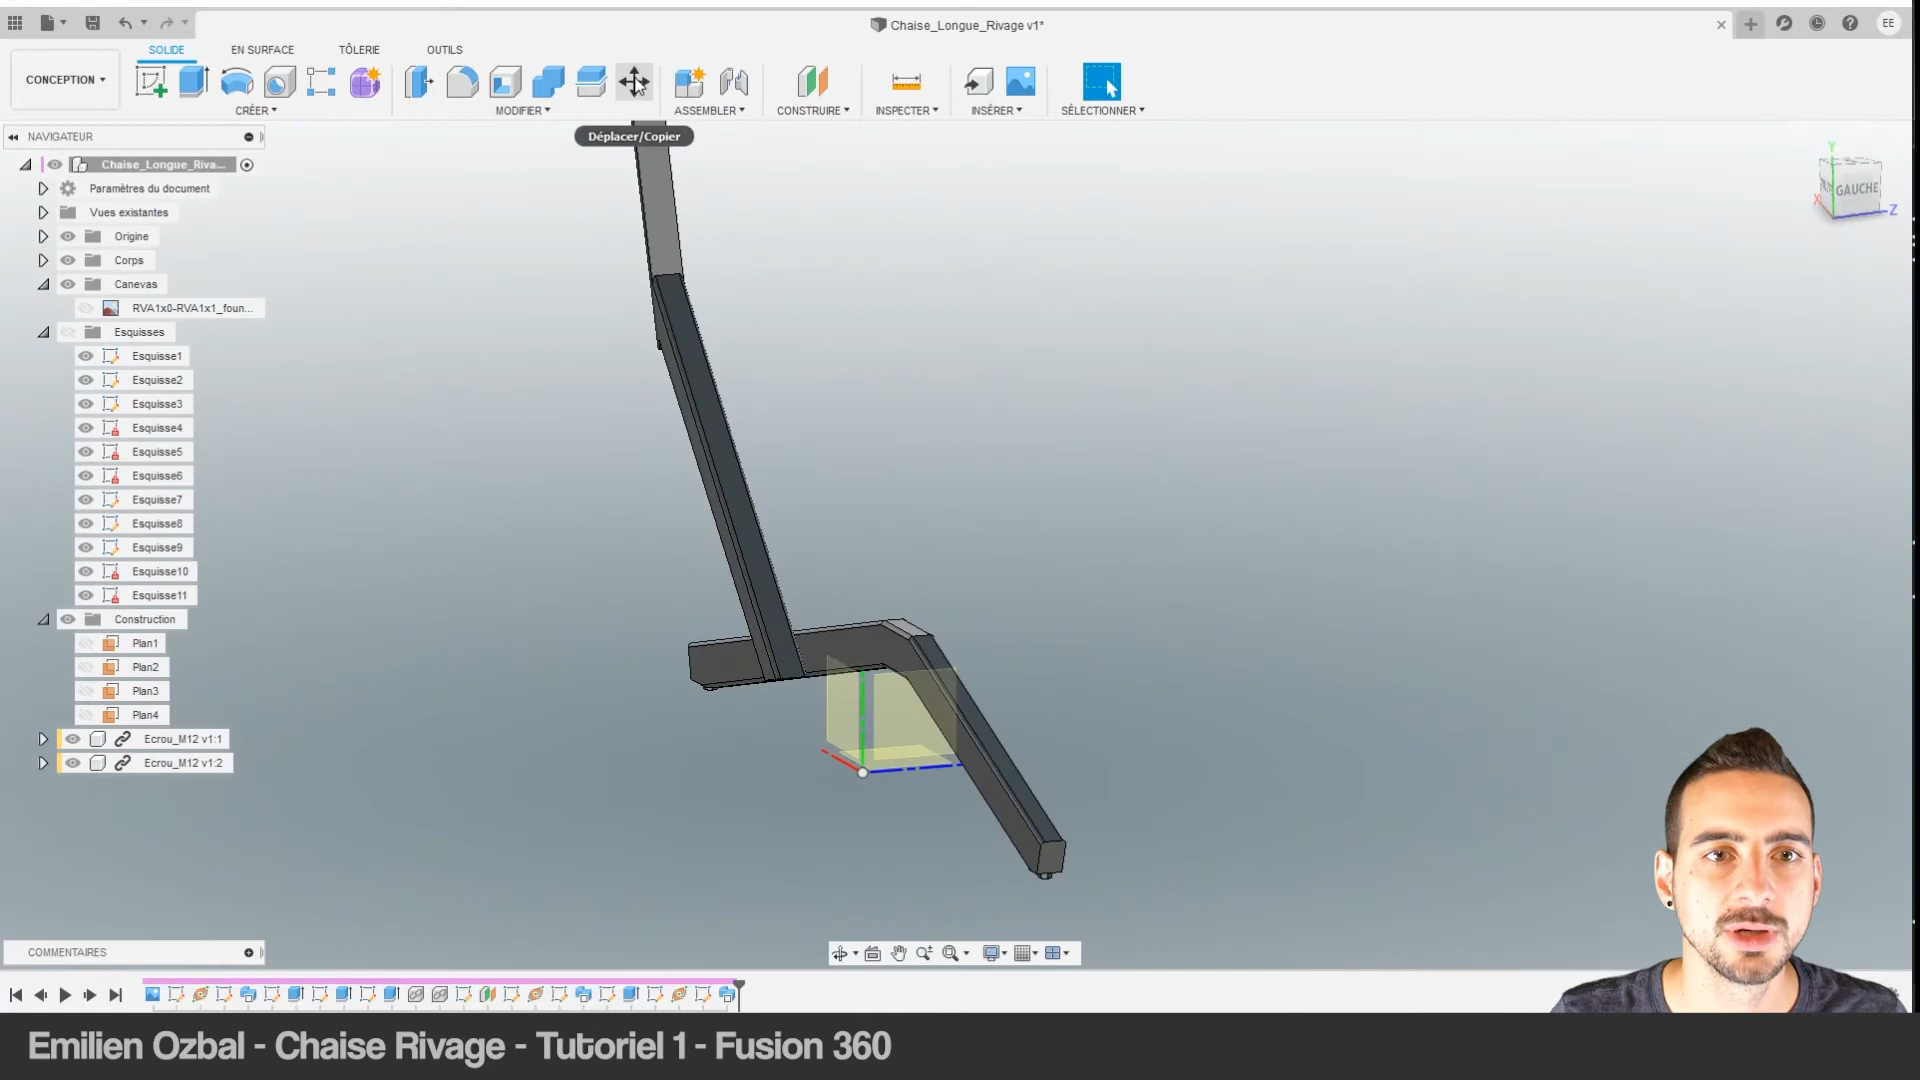 Chaise_Longue_Rivage v1*
EE
SOLIDE
EN SURFACE
TÔLERIE
OUTILS
CONCEPTION
CRÉER
MODIFIER
ASSEMBLER
CONSTRUIRE
INSPECTER
INSÉRER
SÉLECTIONNER
Déplacer/Copier
NAVIGATEUR
Chaise_Longue_Riva...
Paramètres du document
Vues existantes
Origine
Corps
Canevas
RVA1x0-RVA1x1_foun...
Esquisses
Esquisse1
Esquisse2
Esquisse3
Esquisse4
Esquisse5
Esquisse6
Esquisse7
Esquisse8
Esquisse9
Esquisse10
Esquisse11
Construction
Plan1
Plan2
Plan3
Plan4
Ecrou_M12 v1:1
Ecrou_M12 v1:2
Y
GAUCHE
X
Z
COMMENTAIRES
Emilien Ozbal - Chaise Rivage - Tutoriel 1 - Fusion 360